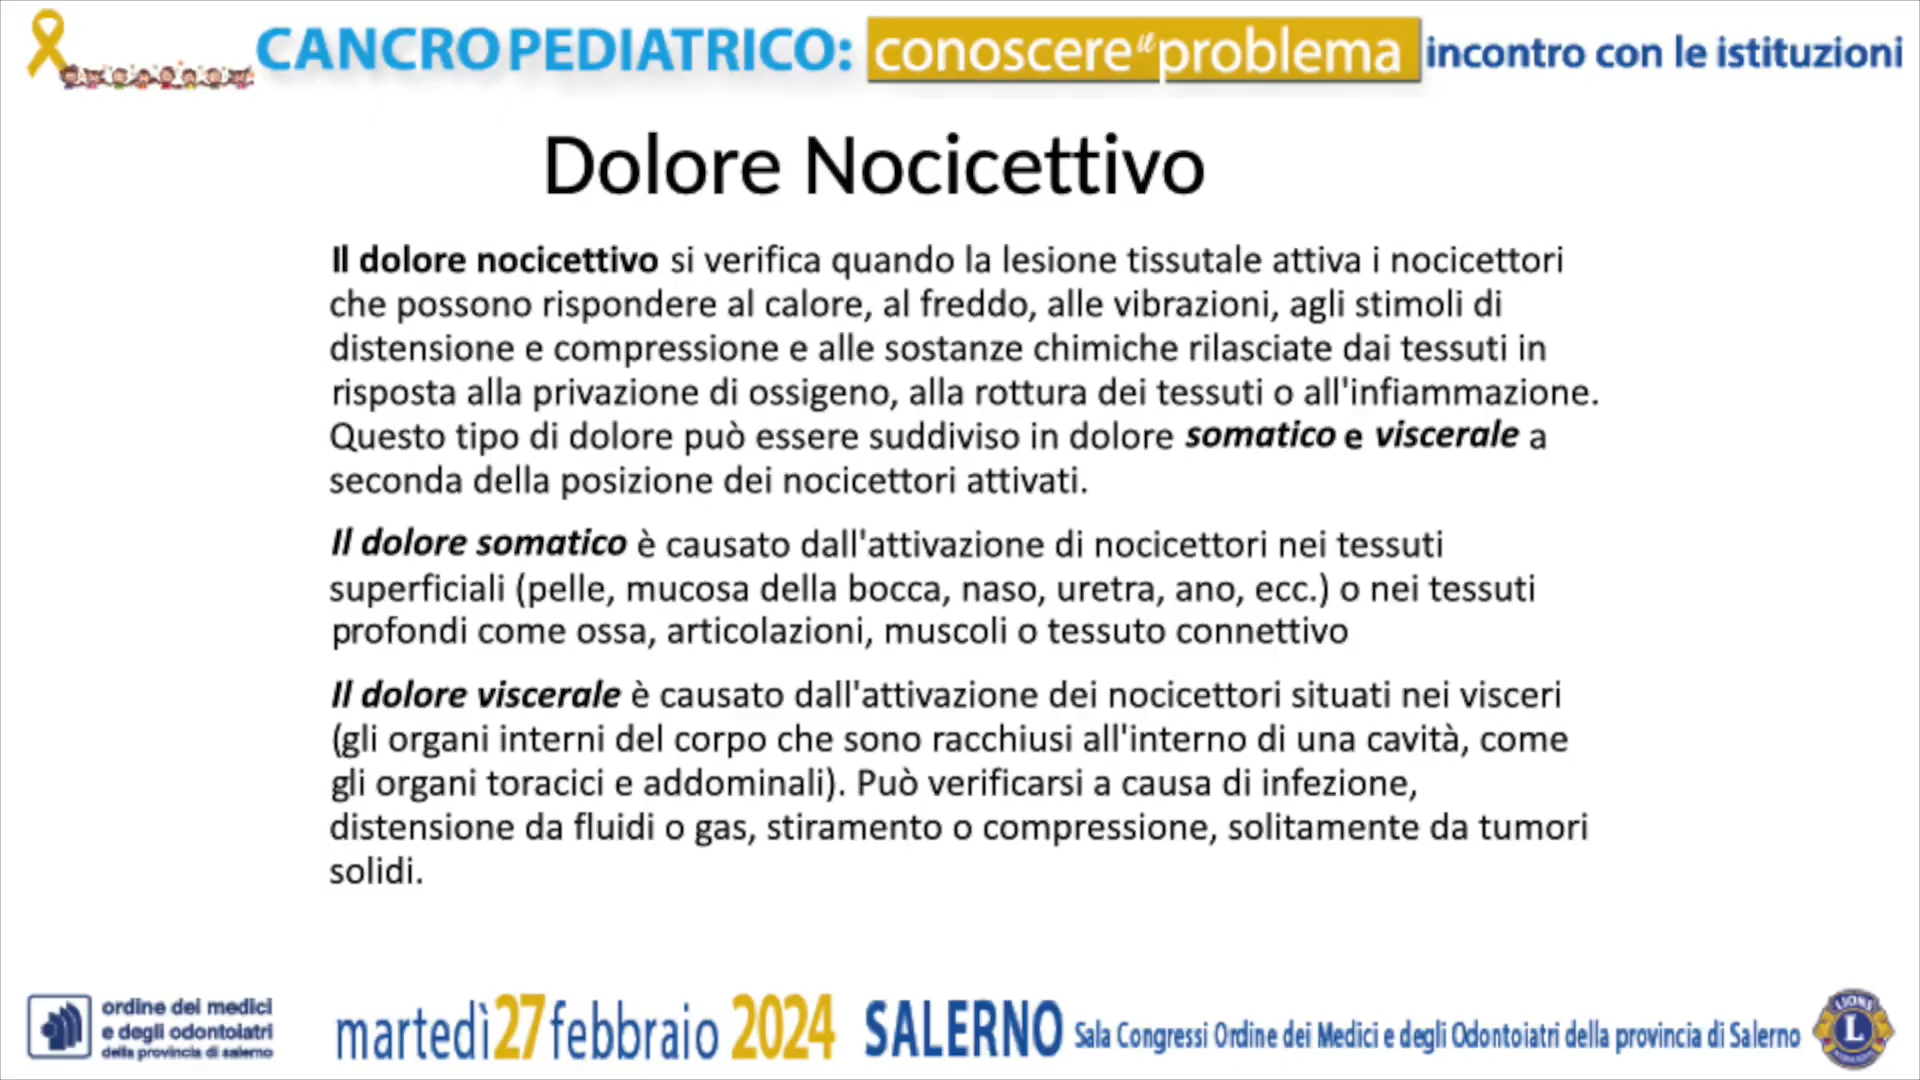 CANCRO PEDIATRICO: conoscere il problema incontro con le istituzioni
Dolore Nocicettivo
Il dolore nocicettivo si verifica quando la lesione tissutale attiva i nocicettori
che possono rispondere al calore, al freddo, alle vibrazioni, agli stimoli di
distensione e compressione e alle sostanze chimiche rilasciate dai tessuti in
risposta alla privazione di ossigeno, alla rottura dei tessuti o all'infiammazione.
Questo tipo di dolore può essere suddiviso in dolore somatico e viscerale a
seconda della posizione dei nocicettori attivati.
Il dolore somatico è causato dall'attivazione di nocicettori nei tessuti
superficiali (pelle, mucosa della bocca, naso, uretra, ano, ecc.) o nei tessuti
profondi come ossa, articolazioni, muscoli o tessuto connettivo
Il dolore viscerale è causato dall'attivazione dei nocicettori situati nei visceri
(gli organi interni del corpo che sono racchiusi all'interno di una cavità, come
gli organi toracici e addominali). Può verificarsi a causa di infezione,
distensione da fluidi o gas, stiramento o compressione, solitamente da tumori
solidi.
ordine dei medici
e degli odontoiatri
della provincia di salerno
martedì 27 febbraio 2024 SALERNO Sala Congressi Ordine dei Medici e degli Odontoiatri della provincia di Salerno
LIONS
L